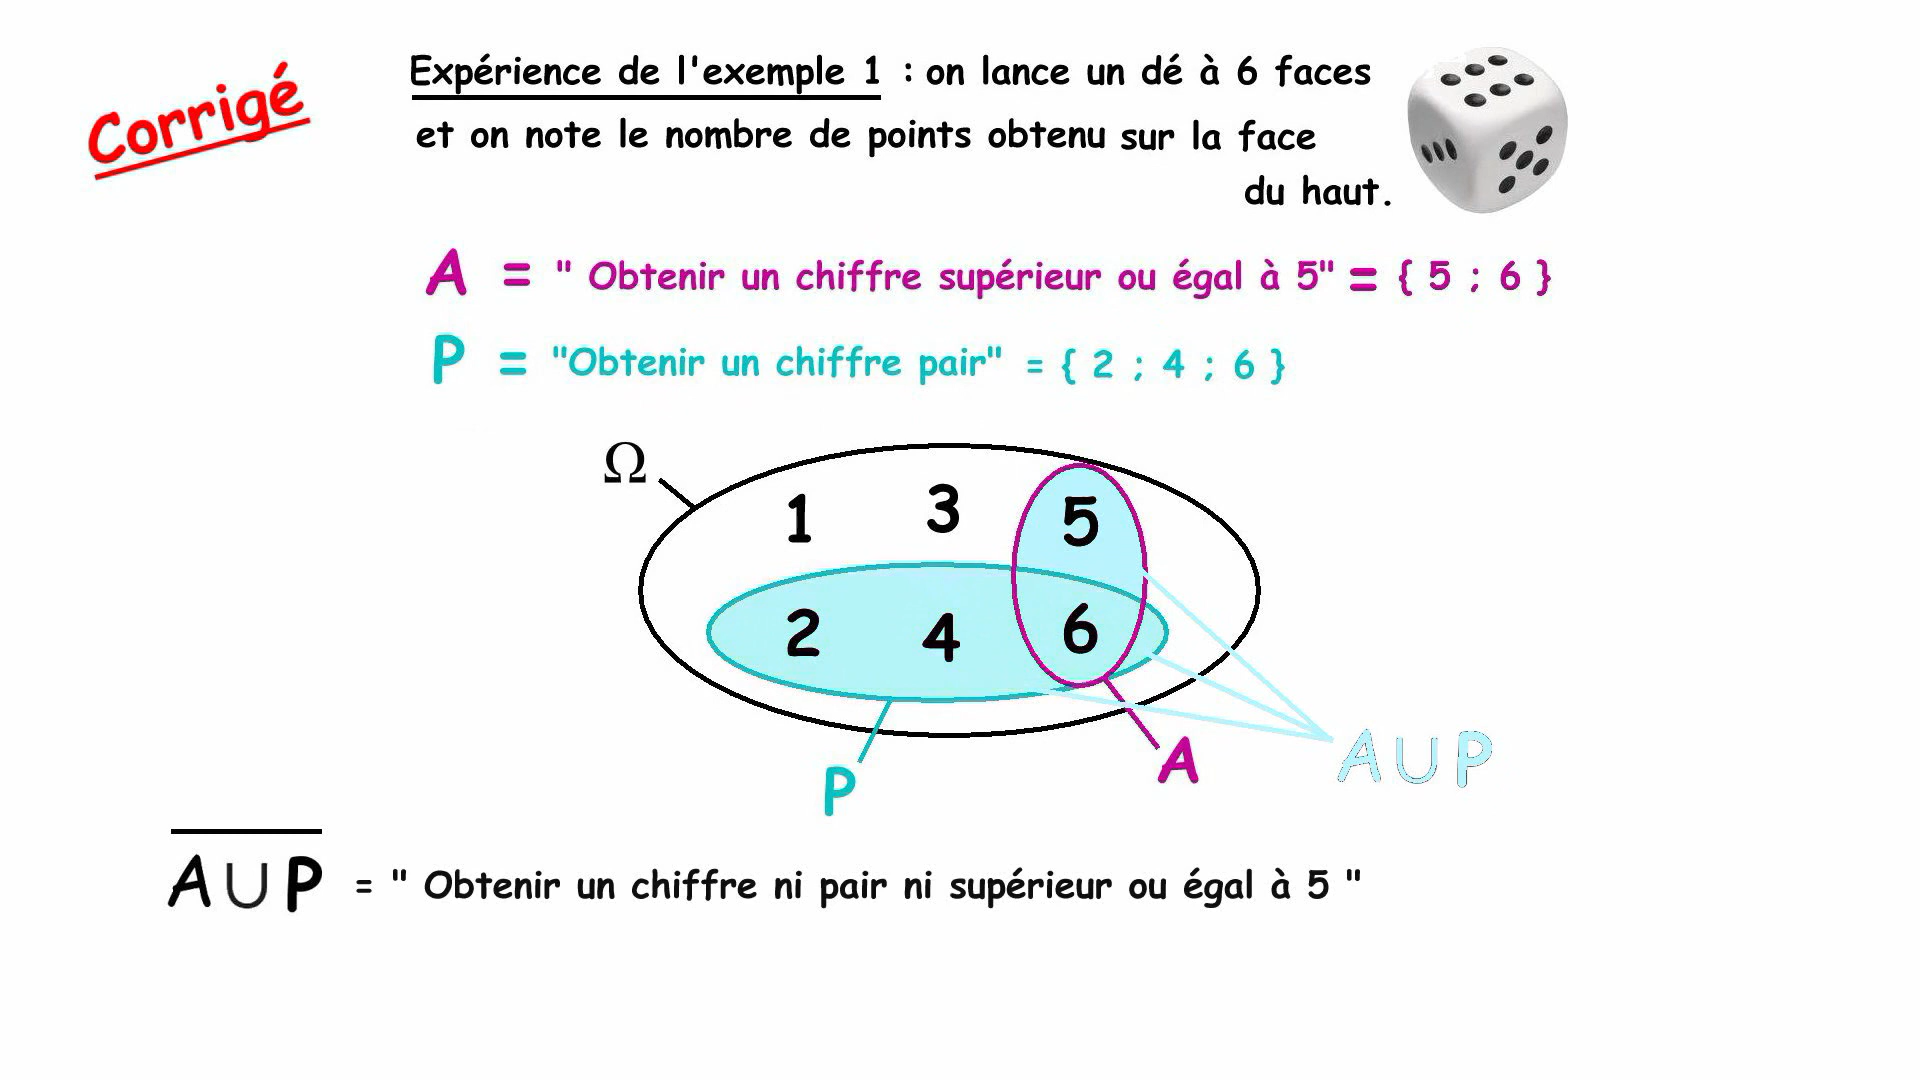 Corrigé
Expérience de l'exemple 1 : on lance un dé à 6 faces
et on note le nombre de points obtenu sur la face
du haut.
A = " Obtenir un chiffre supérieur ou égal à 5" = { 5 ; 6 }
P = "Obtenir un chiffre pair" = { 2 ; 4 ; 6 }
Ω
1 3 5
2 4 6
A ∪ P
P A
A ∪ P = " Obtenir un chiffre ni pair ni supérieur ou égal à 5 "